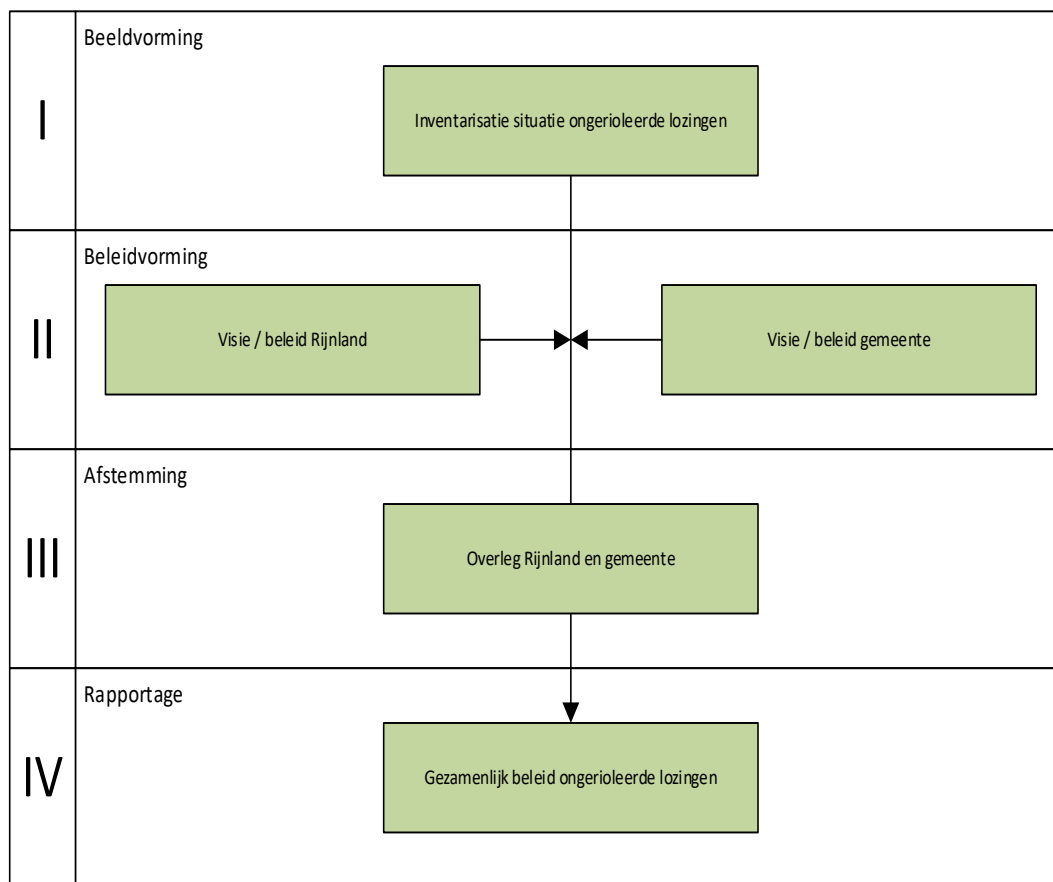 I
Beeldvorming
Inventarisatie situatie ongerioleerde lozingen
II
Beleidvorming
Visie / beleid Rijnland
Visie / beleid gemeente
III
Afstemming
Overleg Rijnland en gemeente
IV
Rapportage
Gezamenlijk beleid ongerioleerde lozingen